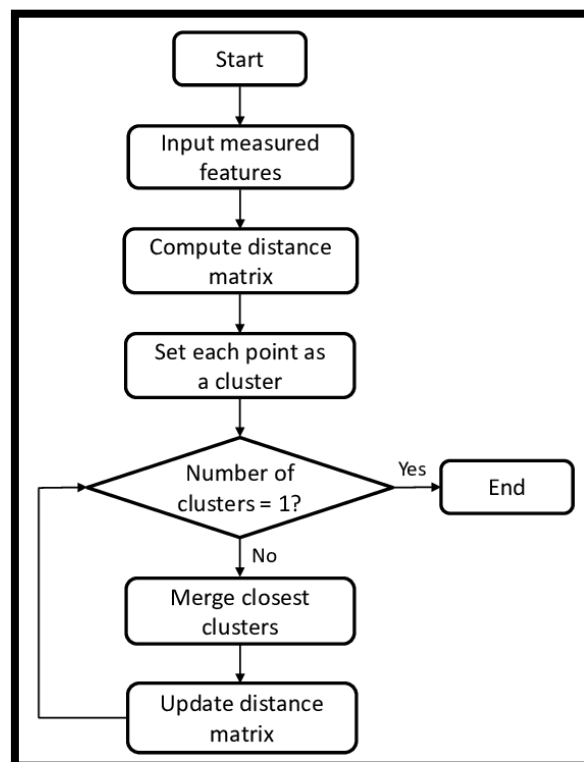 Start
Input measured
features
Compute distance
matrix
Set each point as
a cluster
Number of
clusters = 1?
Yes
End
No
Merge closest
clusters
Update distance
matrix